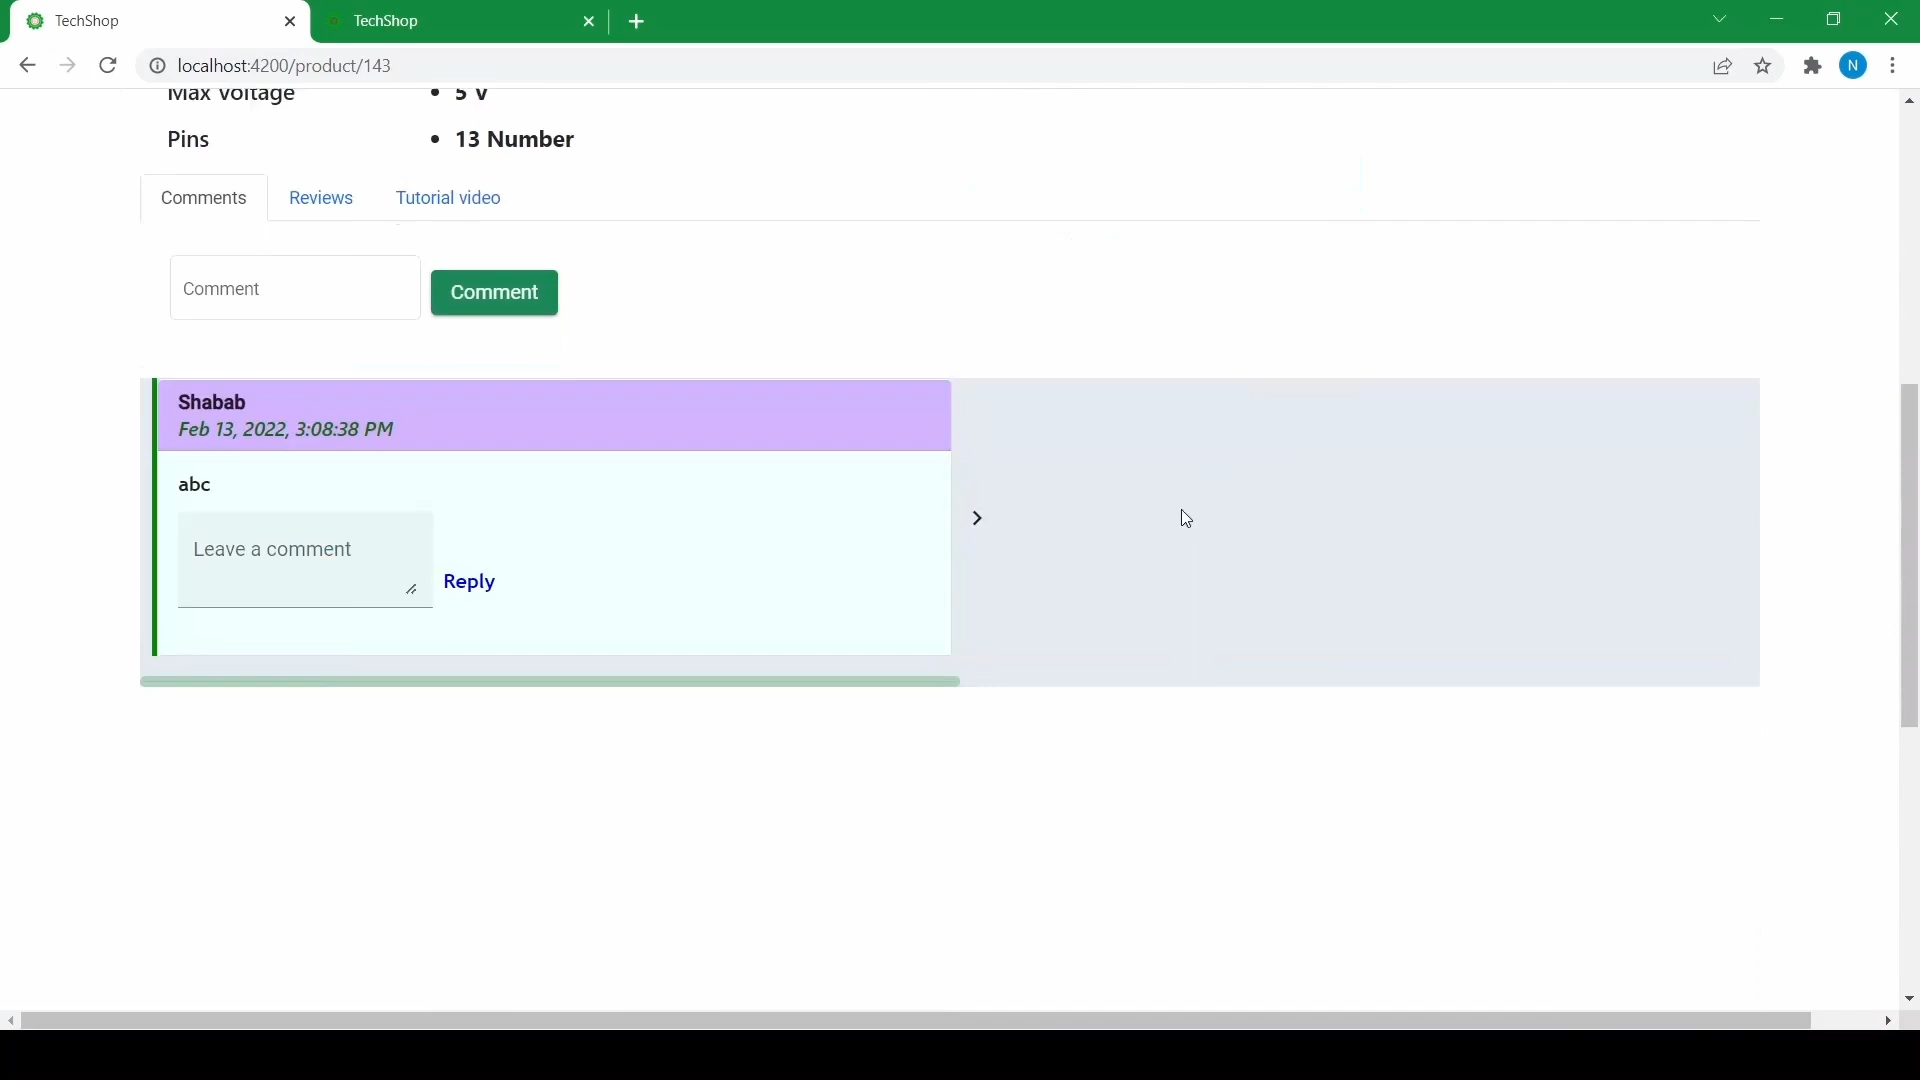 TechShop
TechShop
localhost:4200/product/143
N
Max Voltage
• 5 V
Pins
• 13 Number
Comments
Reviews
Tutorial video
Comment
Comment
Shabab
Feb 13, 2022, 3:08:38 PM
abc
Leave a comment
Reply